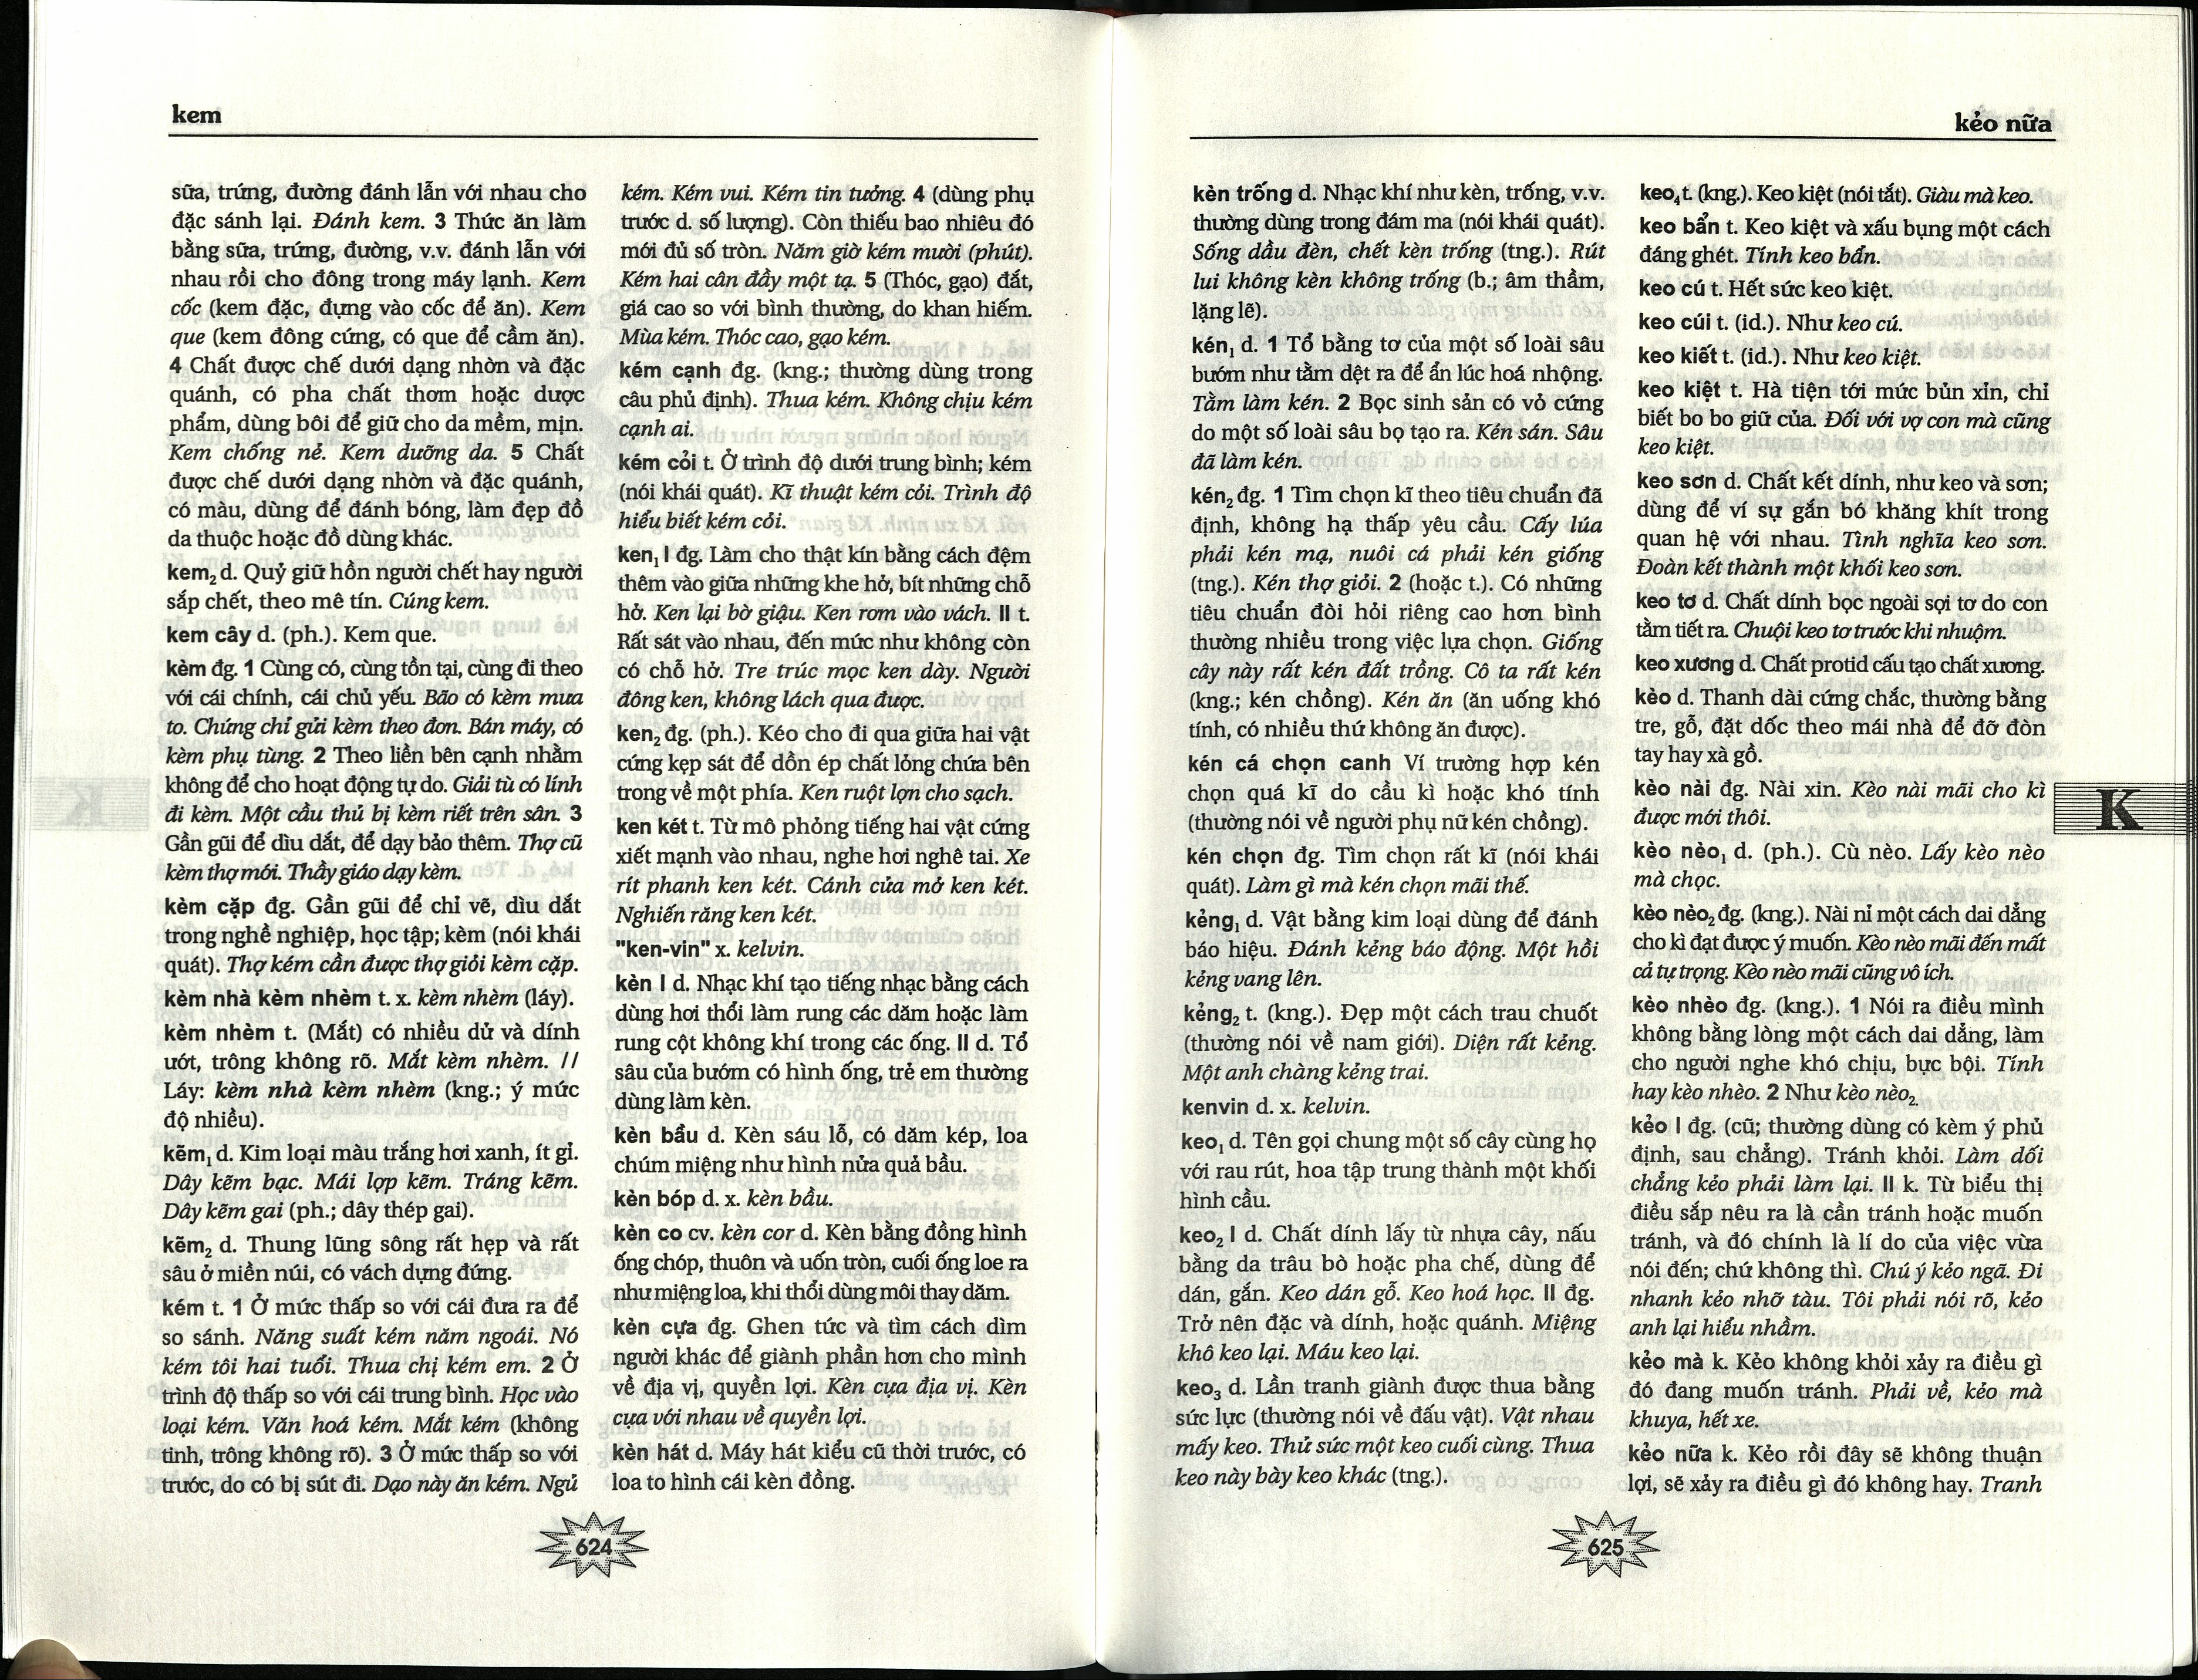 kem
sữa, trứng, đường đánh lẫn với nhau cho
đặc sánh lại. Đánh kem. 3 Thức ăn làm
bằng sữa, trứng, đường, v.v. đánh lẫn với
nhau rồi cho đông trong máy lạnh. Kem
cốc (kem đặc, đựng vào cốc để ăn). Kem
que (kem đông cứng, có que để cầm ăn).
4 Chất được chế dưới dạng nhờn và đặc
quánh, có pha chất thơm hoặc dược
phẩm, dùng bôi để giữ cho da mềm, mịn.
Kem chống nẻ. Kem dưỡng da. 5 Chất
được chế dưới dạng nhờn và đặc quánh,
có màu, dùng để đánh bóng, làm đẹp đồ
da thuộc hoặc đồ dùng khác.
kem₂ d. Quỷ giữ hồn người chết hay người
sắp chết, theo mê tín. Cúng kem.
kem cây d. (ph.). Kem que.
kèm đg. 1 Cùng có, cùng tồn tại, cùng đi theo
với cái chính, cái chủ yếu. Bão có kèm mưa
to. Chứng chỉ gửi kèm theo đơn. Bán máy, có
kèm phụ tùng. 2 Theo liền bên cạnh nhằm
không để cho hoạt động tự do. Giải tù có lính
đi kèm. Một cầu thủ bị kèm riết trên sân. 3
Gần gũi để dìu dắt, để dạy bảo thêm. Thợ cũ
kèm thợ mới. Thầy giáo dạy kèm.
kèm cặp đg. Gần gũi để chỉ vẽ, dìu dắt
trong nghề nghiệp, học tập; kèm (nói khái
quát). Thợ kém cần được thợ giỏi kèm cặp.
kèm nhà kèm nhèm t. x. kèm nhèm (láy).
kèm nhèm t. (Mắt) có nhiều dử và dính
ướt, trông không rõ. Mắt kèm nhèm. //
Láy: kèm nhà kèm nhèm (kng.; ý mức
độ nhiều).
kẽm₁ d. Kim loại màu trắng hơi xanh, ít gỉ.
Dây kẽm bạc. Mái lợp kẽm. Tráng kẽm.
Dây kẽm gai (ph.; dây thép gai).
kẽm₂ d. Thung lũng sông rất hẹp và rất
sâu ở miền núi, có vách dựng đứng.
kém t. 1 Ở mức thấp so với cái đưa ra để
so sánh. Năng suất kém năm ngoái. Nó
kém tôi hai tuổi. Thua chị kém em. 2 Ở
trình độ thấp so với cái trung bình. Học vào
loại kém. Văn hoá kém. Mắt kém (không
tinh, trông không rõ). 3 Ở mức thấp so với
trước, do có bị sút đi. Dạo này ăn kém. Ngủ
kém. Kém vui. Kém tin tưởng. 4 (dùng phụ
trước d. số lượng). Còn thiếu bao nhiêu đó
mới đủ số tròn. Năm giờ kém mười (phút).
Kém hai cân đầy một tạ. 5 (Thóc, gạo) đắt,
giá cao so với bình thường, do khan hiếm.
Mùa kém. Thóc cao, gạo kém.
kém cạnh đg. (kng.; thường dùng trong
câu phủ định). Thua kém. Không chịu kém
cạnh ai.
kém cỏi t. Ở trình độ dưới trung bình; kém
(nói khái quát). Kĩ thuật kém cỏi. Trình độ
hiểu biết kém cỏi.
ken₁ I đg. Làm cho thật kín bằng cách đệm
thêm vào giữa những khe hở, bít những chỗ
hở. Ken lại bờ giậu. Ken rơm vào vách. II t.
Rất sát vào nhau, đến mức như không còn
có chỗ hở. Tre trúc mọc ken dày. Người
đông ken, không lách qua được.
ken₂ đg. (ph.). Kéo cho đi qua giữa hai vật
cứng kẹp sát để dồn ép chất lỏng chứa bên
trong về một phía. Ken ruột lợn cho sạch.
ken két t. Từ mô phỏng tiếng hai vật cứng
xiết mạnh vào nhau, nghe hơi nghê tai. Xe
rít phanh ken két. Cánh cửa mở ken két.
Nghiến răng ken két.
"ken-vin" x. kelvin.
kèn I d. Nhạc khí tạo tiếng nhạc bằng cách
dùng hơi thổi làm rung các dăm hoặc làm
rung cột không khí trong các ống. II d. Tổ
sâu của bướm có hình ống, trẻ em thường
dùng làm kèn.
kèn bầu d. Kèn sáu lỗ, có dăm kép, loa
chúm miệng như hình nửa quả bầu.
kèn bóp d. x. kèn bầu.
kèn co cv. kèn cor d. Kèn bằng đồng hình
ống chóp, thuôn và uốn tròn, cuối ống loe ra
như miệng loa, khi thổi dùng môi thay dăm.
kèn cựa đg. Ghen tức và tìm cách dìm
người khác để giành phần hơn cho mình
về địa vị, quyền lợi. Kèn cựa địa vị. Kèn
cựa với nhau về quyền lợi.
kèn hát d. Máy hát kiểu cũ thời trước, có
loa to hình cái kèn đồng.
624
kẻo nữa
kèn trống d. Nhạc khí như kèn, trống, v.v.
thường dùng trong đám ma (nói khái quát).
Sống dầu đèn, chết kèn trống (tng.). Rút
lui không kèn không trống (b.; âm thầm,
lặng lẽ).
kén₁ d. 1 Tổ bằng tơ của một số loài sâu
bướm như tằm dệt ra để ẩn lúc hoá nhộng.
Tằm làm kén. 2 Bọc sinh sản có vỏ cứng
do một số loài sâu bọ tạo ra. Kén sán. Sâu
đã làm kén.
kén₂ đg. 1 Tìm chọn kĩ theo tiêu chuẩn đã
định, không hạ thấp yêu cầu. Cấy lúa
phải kén mạ, nuôi cá phải kén giống
(tng.). Kén thợ giỏi. 2 (hoặc t.). Có những
tiêu chuẩn đòi hỏi riêng cao hơn bình
thường nhiều trong việc lựa chọn. Giống
cây này rất kén đất trồng. Cô ta rất kén
(kng.; kén chồng). Kén ăn (ăn uống khó
tính, có nhiều thứ không ăn được).
kén cá chọn canh Ví trường hợp kén
chọn quá kĩ do cầu kì hoặc khó tính
(thường nói về người phụ nữ kén chồng).
kén chọn đg. Tìm chọn rất kĩ (nói khái
quát). Làm gì mà kén chọn mãi thế.
kẻng₁ d. Vật bằng kim loại dùng để đánh
báo hiệu. Đánh kẻng báo động. Một hồi
kẻng vang lên.
kẻng₂ t. (kng.). Đẹp một cách trau chuốt
(thường nói về nam giới). Diện rất kẻng.
Một anh chàng kẻng trai.
kenvin d. x. kelvin.
keo₁ d. Tên gọi chung một số cây cùng họ
với rau rút, hoa tập trung thành một khối
hình cầu.
keo₂ I d. Chất dính lấy từ nhựa cây, nấu
bằng da trâu bò hoặc pha chế, dùng để
dán, gắn. Keo dán gỗ. Keo hoá học. II đg.
Trở nên đặc và dính, hoặc quánh. Miệng
khô keo lại. Máu keo lại.
keo₃ d. Lần tranh giành được thua bằng
sức lực (thường nói về đấu vật). Vật nhau
mấy keo. Thử sức một keo cuối cùng. Thua
keo này bày keo khác (tng.).
keo₄ t. (kng.). Keo kiệt (nói tắt). Giàu mà keo.
keo bẩn t. Keo kiệt và xấu bụng một cách
đáng ghét. Tính keo bẩn.
keo cú t. Hết sức keo kiệt.
keo cúi t. (id.). Như keo cú.
keo kiết t. (id.). Như keo kiệt.
keo kiệt t. Hà tiện tới mức bủn xỉn, chỉ
biết bo bo giữ của. Đối với vợ con mà cũng
keo kiệt.
keo sơn d. Chất kết dính, như keo và sơn;
dùng để ví sự gắn bó khăng khít trong
quan hệ với nhau. Tình nghĩa keo sơn.
Đoàn kết thành một khối keo sơn.
keo tơ d. Chất dính bọc ngoài sợi tơ do con
tằm tiết ra. Chuội keo tơ trước khi nhuộm.
keo xương d. Chất protid cấu tạo chất xương.
kèo d. Thanh dài cứng chắc, thường bằng
tre, gỗ, đặt dốc theo mái nhà để đỡ đòn
tay hay xà gồ.
kèo nài đg. Nài xin. Kèo nài mãi cho kì
được mới thôi.
kèo nèo₁ d. (ph.). Cù nèo. Lấy kèo nèo
mà chọc.
kèo nèo₂ đg. (kng.). Nài nỉ một cách dai dẳng
cho kì đạt được ý muốn. Kèo nèo mãi đến mất
cả tự trọng. Kèo nèo mãi cũng vô ích.
kèo nhèo đg. (kng.). 1 Nói ra điều mình
không bằng lòng một cách dai dẳng, làm
cho người nghe khó chịu, bực bội. Tính
hay kèo nhèo. 2 Như kèo nèo₂.
kẻo I đg. (cũ; thường dùng có kèm ý phủ
định, sau chẳng). Tránh khỏi. Làm dối
chẳng kẻo phải làm lại. II k. Từ biểu thị
điều sắp nêu ra là cần tránh hoặc muốn
tránh, và đó chính là lí do của việc vừa
nói đến; chứ không thì. Chú ý kẻo ngã. Đi
nhanh kẻo nhỡ tàu. Tôi phải nói rõ, kẻo
anh lại hiểu nhầm.
kẻo mà k. Kẻo không khỏi xảy ra điều gì
đó đang muốn tránh. Phải về, kẻo mà
khuya, hết xe.
kẻo nữa k. Kẻo rồi đây sẽ không thuận
lợi, sẽ xảy ra điều gì đó không hay. Tranh
K
625